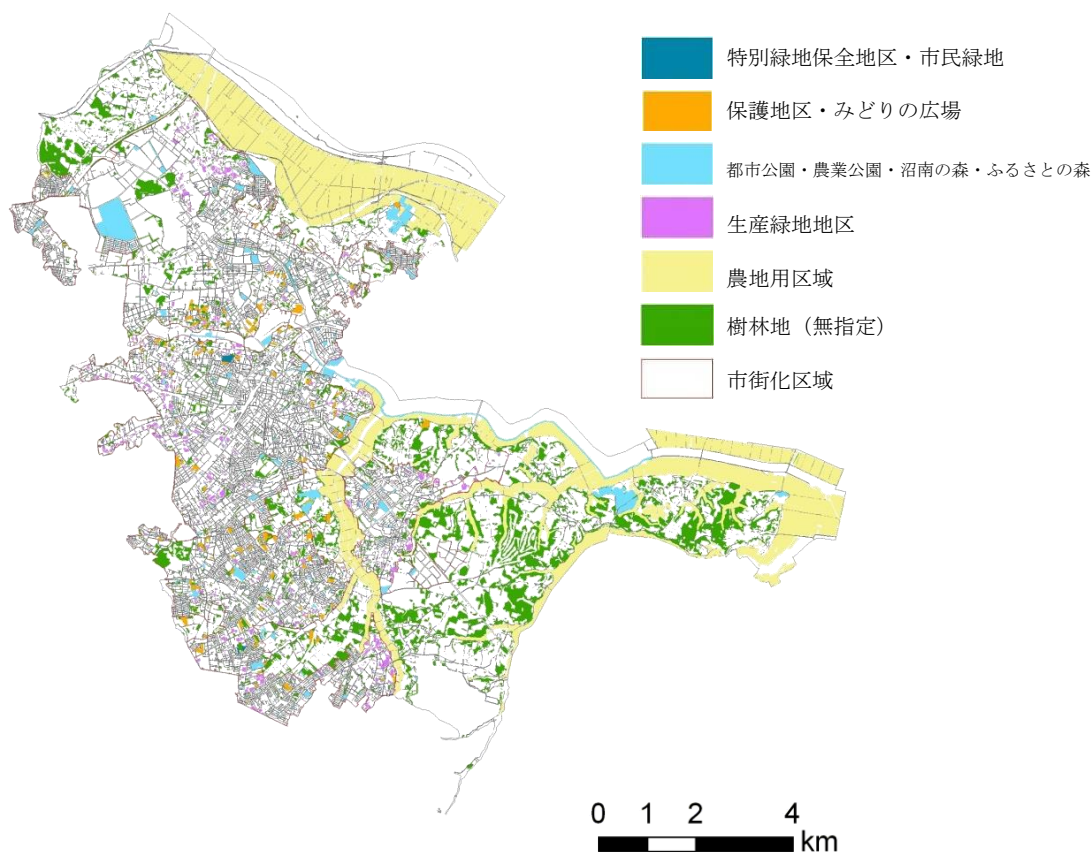 特別緑地保全地区・市民緑地
保護地区・みどりの広場
都市公園・農業公園・沼南の森・ふるさとの森
生産緑地地区
農地用区域
樹林地（無指定）
市街化区域
0 1 2 4
km